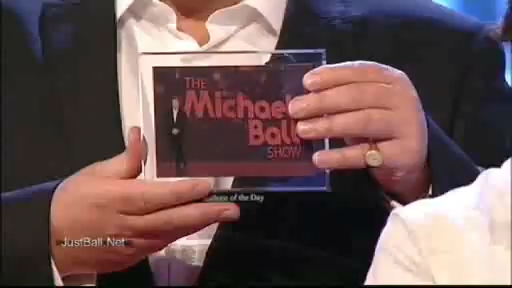 THE
Michael
Ball
SHOW
of the Day
JustBall.Net